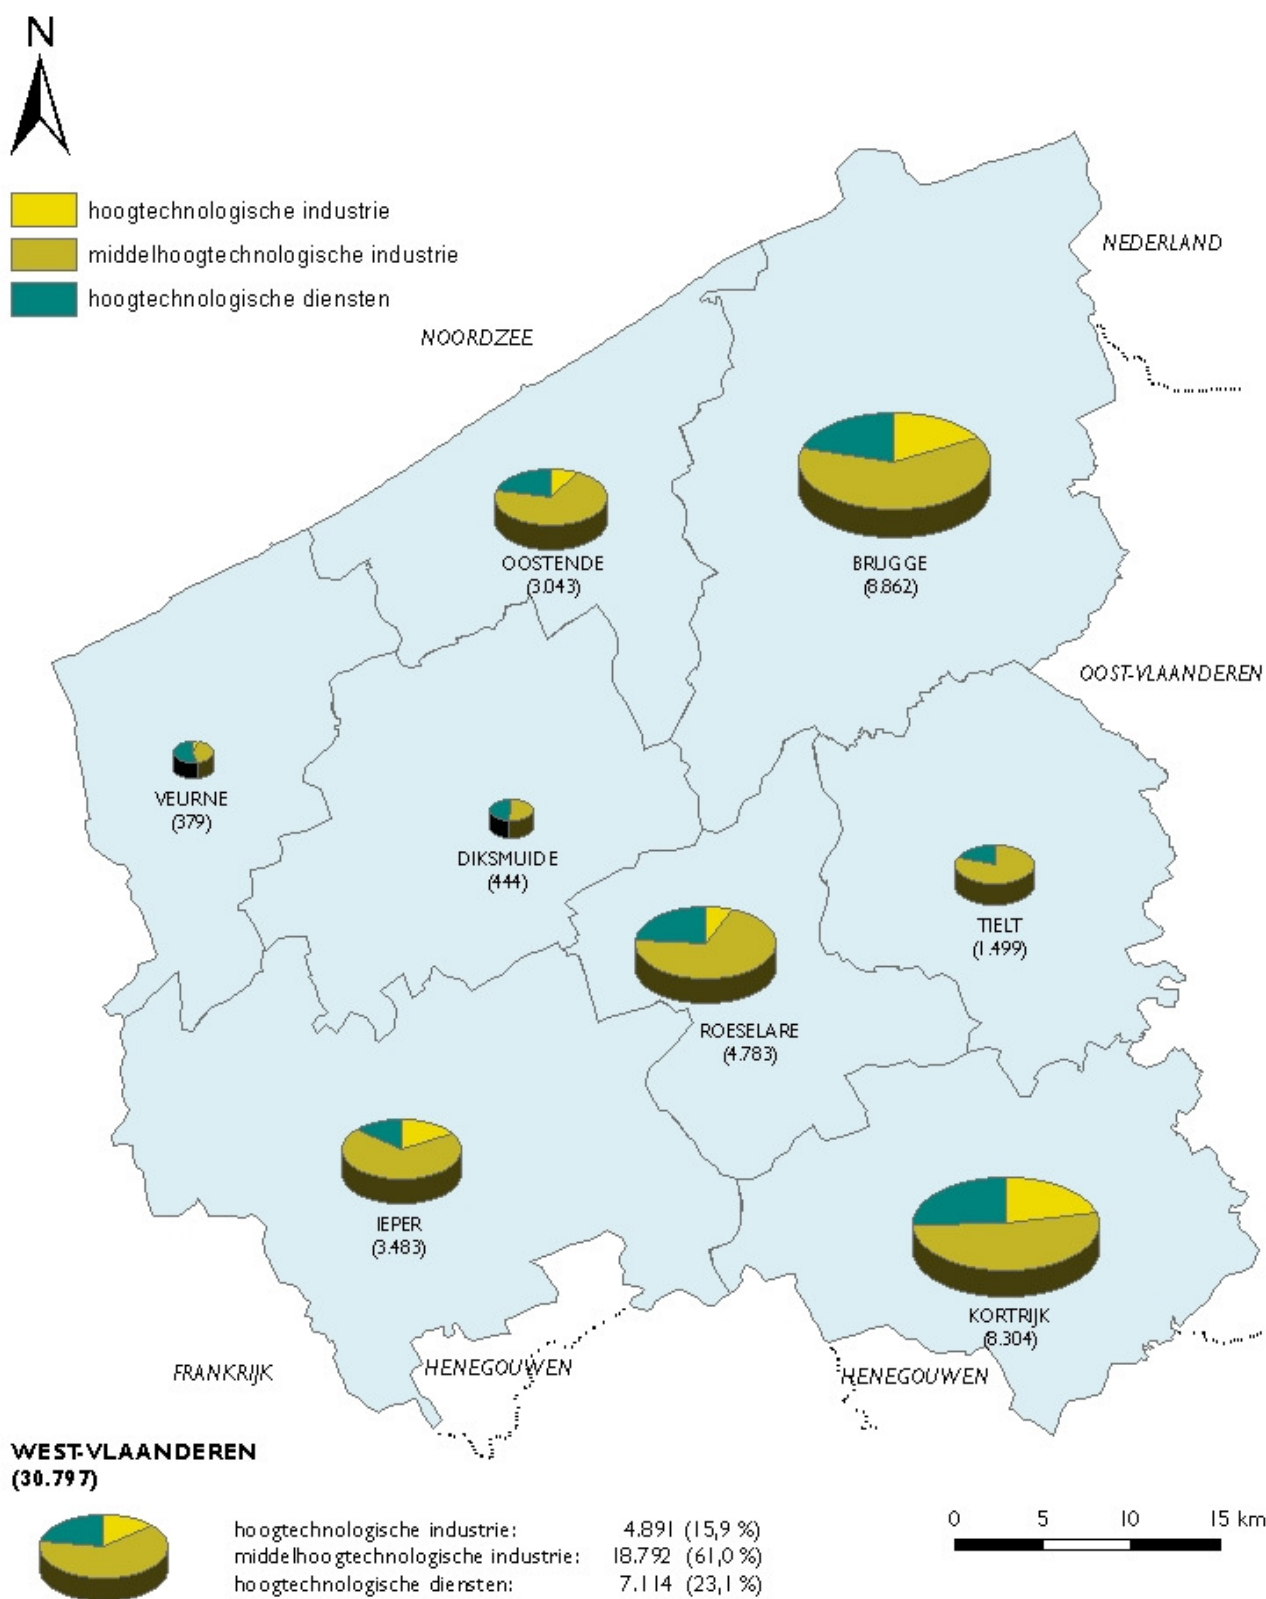 N
hoogtechnologische industrie
middelhoogtechnologische industrie
hoogtechnologische diensten
NEDERLAND
NOORDZEE
OOSTENDE
(3.043)
BRUGGE
(8.862)
OOST-VLAANDEREN
VEURNE
(379)
DIKSMUIDE
(444)
TIELT
(1.499)
ROESELARE
(4.783)
IEPER
(3.483)
KORTRIJK
(8.304)
FRANKRIJK
HENEGOUWEN
HENEGOUWEN
WEST-VLAANDEREN
(30.797)
hoogtechnologische industrie: 4.891 (15,9 %)
middelhoogtechnologische industrie: 18.792 (61,0 %)
hoogtechnologische diensten: 7.114 (23,1 %)
0 5 10 15 km